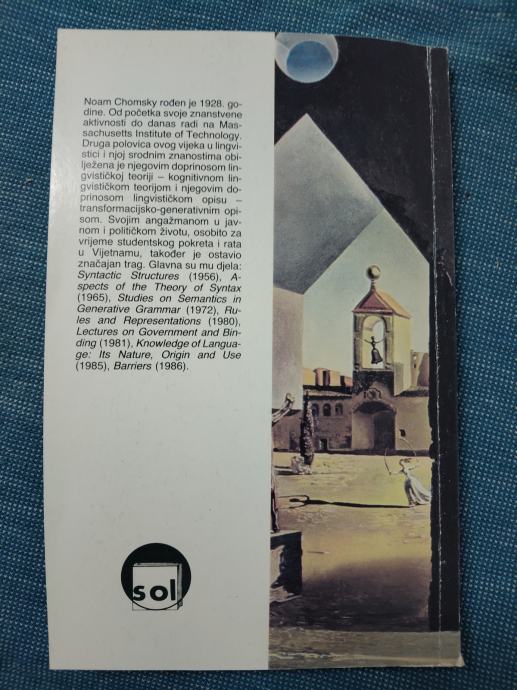 Noam Chomsky rođen je 1928. go-
dine. Od početka svoje znanstvene
aktivnosti do danas radi na Mas-
sachusetts Institute of Technology.
Druga polovica ovog vijeka u lingvi-
stici i njoj srodnim znanostima obi-
lježena je njegovim doprinosom lin-
gvističkoj teoriji – kognitivnom lin-
gvističkom teorijom i njegovim do-
prinosom lingvističkom opisu –
transformacijsko-generativnim opi-
som. Svojim angažmanom u jav-
nom i političkom životu, osobito za
vrijeme studentskog pokreta i rata
u Vijetnamu, također je ostavio
značajan trag. Glavna su mu djela:
Syntactic Structures (1956), A-
spects of the Theory of Syntax
(1965), Studies on Semantics in
Generative Grammar (1972), Ru-
les and Representations (1980),
Lectures on Government and Bin-
ding (1981), Knowledge of Langua-
ge: Its Nature, Origin and Use
(1985), Barriers (1986).
sol